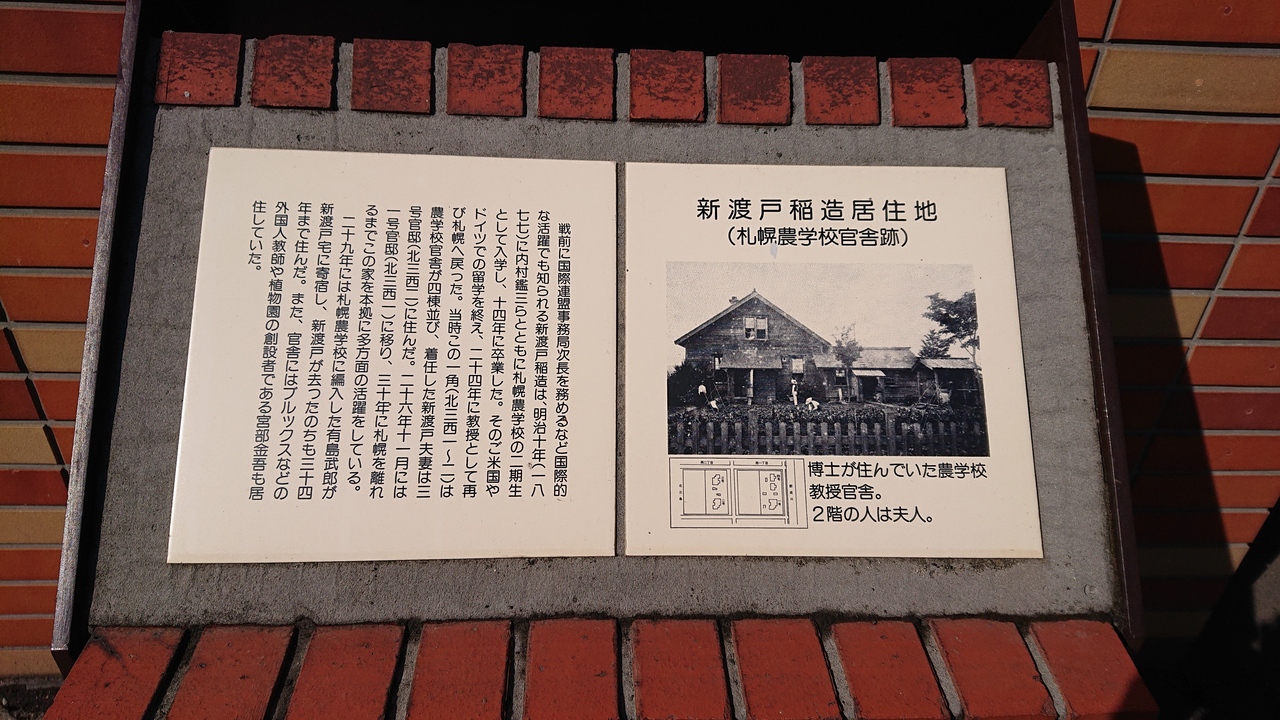 新渡戸稲造居住地
(札幌農学校官舎跡)
博士が住んでいた農学校
教授官舎。
２階の人は夫人。
戦前に国際連盟事務局次長を務めるなど国際的
な活躍でも知られる新渡戸稲造は、明治十年(一八
七七)に内村鑑三らとともに札幌農学校の二期生
として入学し、十四年に卒業した。そのご米国や
ドイツでの留学を終え、二十四年に教授として再
び札幌へ戻った。当時この一角(北三西一〜二)は
農学校官舎が四棟並び、着任した新渡戸夫妻は三
号官邸(北三西二)に住んだ。二十六年十一月には
一号官邸(北三西一)に移り、三十年に札幌を離れ
るまでこの家を本拠に多方面の活躍をしている。
二十九年には札幌農学校に編入した有島武郎が
新渡戸宅に寄宿し、新渡戸が去ったのちも三十四
年まで住んだ。また、官舎にはブルックスなどの
外国人教師や植物園の創設者である宮部金吾も居
住していた。